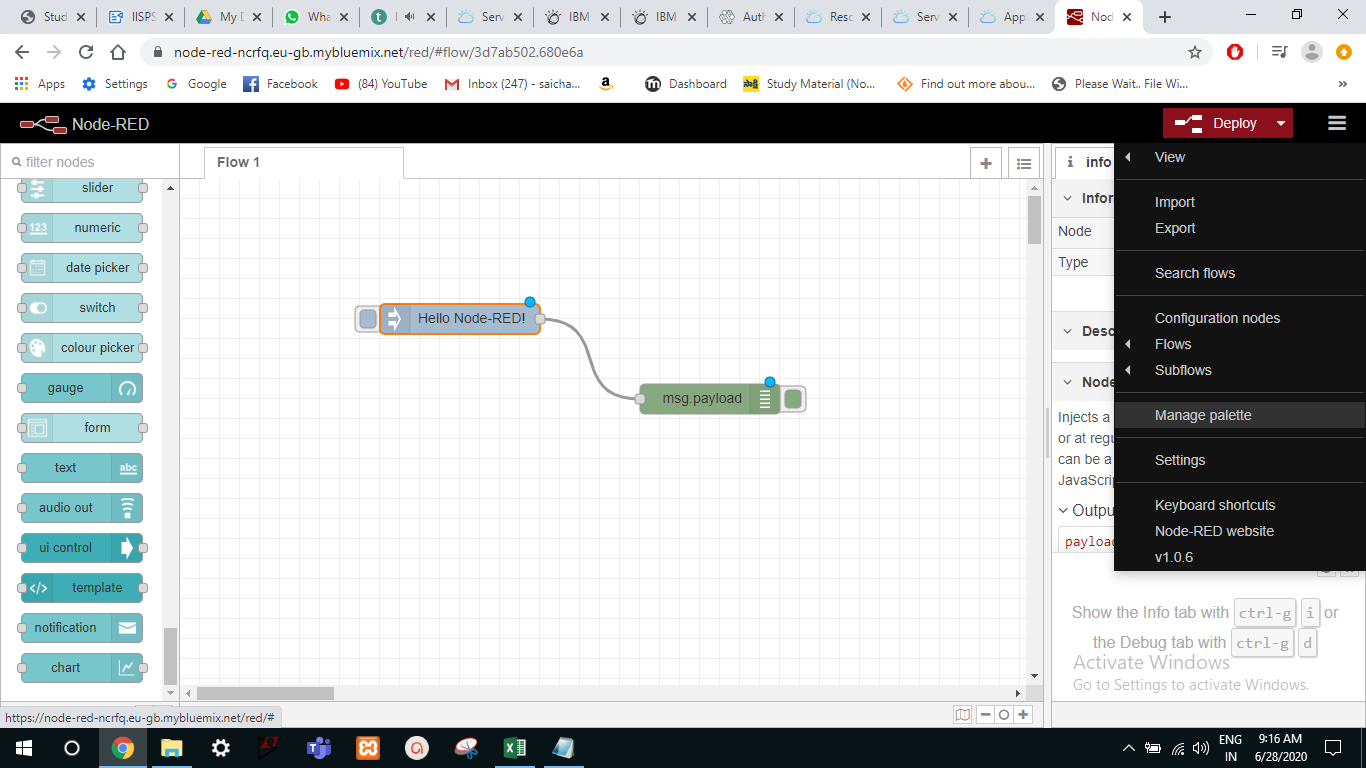 Stud
IISPS
My D
Wha
I
Serv
IBM
IBM
Auth
Reso
Serv
Appl
Nod
node-red-ncrfq.eu-gb.mybluemix.net/red/#flow/3d7ab502.680e6a
Apps
Settings
Google
Facebook
(84) YouTube
Inbox (247) - saicha...
Dashboard
Study Material (No...
Find out more abou...
Please Wait.. File Wi...
»
Node-RED
Deploy
filter nodes
slider
123 numeric
date picker
switch
colour picker
gauge
form
text abc
audio out
ui control
</> template
notification
chart
Flow 1
Hello Node-RED!
msg.payload
i info
Infor
Node
Type
Desc
Node
Injects a
or at regu
can be a
JavaScrip
Outpu
payload
View
Import
Export
Search flows
Configuration nodes
Flows
Subflows
Manage palette
Settings
Keyboard shortcuts
Node-RED website
v1.0.6
Show the Info tab with ctrl-g i or
the Debug tab with ctrl-g d
Activate Windows
Go to Settings to activate Windows.
https://node-red-ncrfq.eu-gb.mybluemix.net/red/#
ENG
IN
9:16 AM
6/28/2020